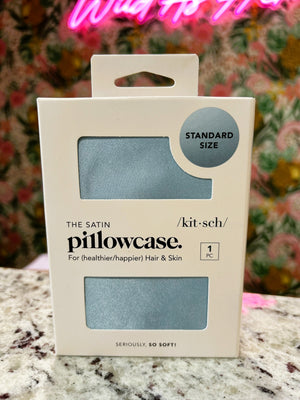 STANDARD
SIZE
THE SATIN
/kit·sch/
pillowcase.
For (healthier/happier) Hair & Skin
1
PC
SERIOUSLY, SO SOFT!